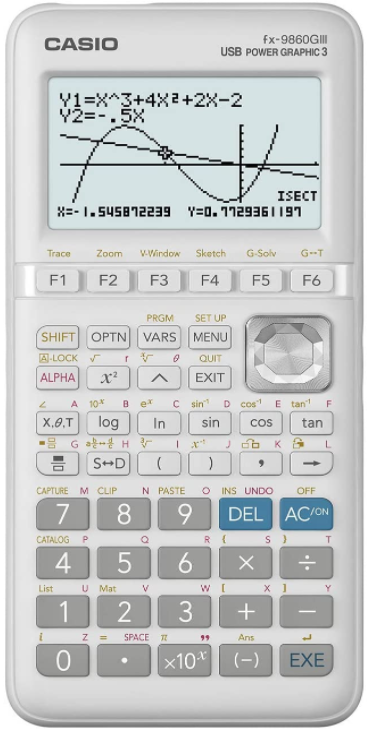 CASIO
fx-9860GIII
USB POWER GRAPHIC 3
Y1=X^3+4X²+2X-2
Y2=-.5X
ISECT
X=-1.545872239 Y=0.7729361197
Trace Zoom V-Window Sketch G-Solv G↔T
F1 F2 F3 F4 F5 F6
PRGM SET UP
SHIFT OPTN VARS MENU
A-LOCK √ r ∛ θ QUIT
ALPHA x² ^ EXIT
∠ A 10ˣ B eˣ C sin⁻¹ D cos⁻¹ E tan⁻¹ F
X,θ,T log ln sin cos tan
G H ∛ I x⁻¹ J K L
S↔D ( ) , →
CAPTURE M CLIP N PASTE O INS UNDO OFF
7 8 9 DEL AC/ON
CATALOG P Q R { S } T
4 5 6 × ÷
List U Mat V W [ X ] Y
1 2 3 + −
i Z = SPACE π " Ans ↵
0 . ×10ˣ (−) EXE